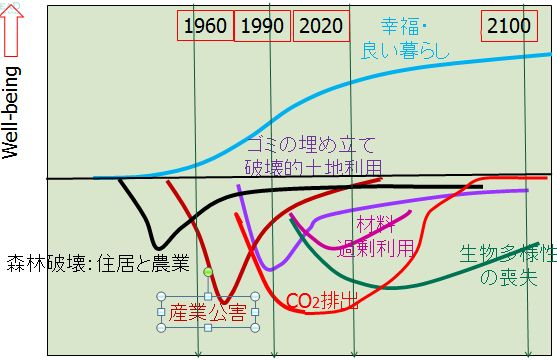 1960
1990
2020
2100
幸福・
良い暮らし
Well-being
ゴミの埋め立て
破壊的土地利用
材料
過剰利用
森林破壊：住居と農業
生物多様性
の喪失
産業公害
CO2排出